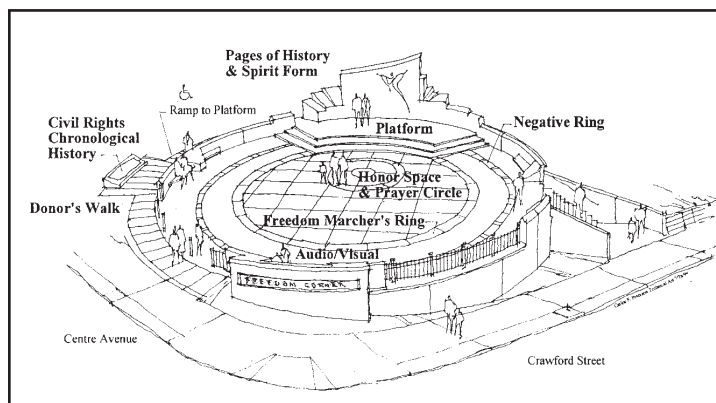 Pages of History
& Spirit Form
Ramp to Platform
Civil Rights
Chronological
History
Platform
Negative Ring
Honor Space
& Prayer Circle
Donor's Walk
Freedom Marcher's Ring
Audio/Visual
FREEDOM CORNER
Centre Avenue
Crawford Street